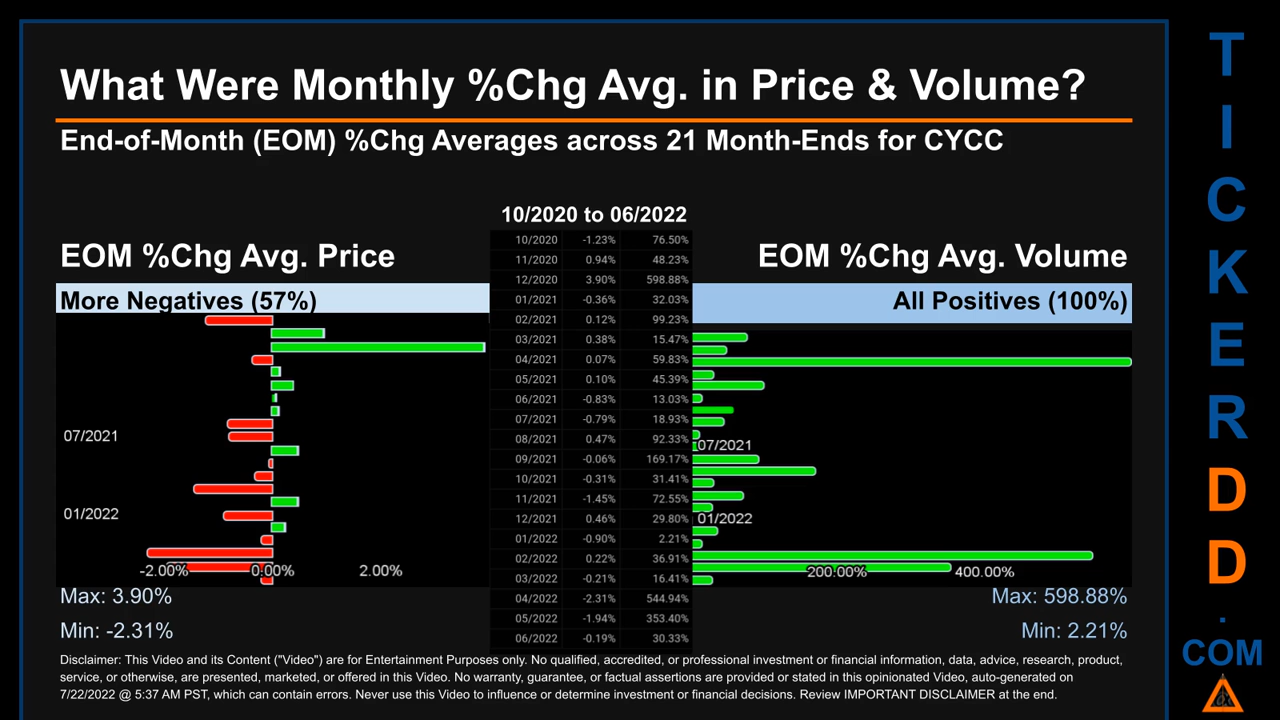 What Were Monthly %Chg Avg. in Price & Volume?
End-of-Month (EOM) %Chg Averages across 21 Month-Ends for CYCC
10/2020 to 06/2022
EOM %Chg Avg. Price
More Negatives (57%)
07/2021
01/2022
-2.00% 0.00% 2.00%
Max: 3.90%
Min: -2.31%
10/2020 -1.23% 76.50%
11/2020 0.94% 48.23%
12/2020 3.90% 598.88%
01/2021 -0.36% 32.03%
02/2021 0.12% 99.23%
03/2021 0.38% 15.47%
04/2021 0.07% 59.83%
05/2021 0.10% 45.39%
06/2021 -0.83% 13.03%
07/2021 -0.79% 18.93%
08/2021 0.47% 92.33%
09/2021 -0.06% 169.17%
10/2021 -0.31% 31.41%
11/2021 -1.45% 72.55%
12/2021 0.46% 29.80%
01/2022 -0.90% 2.21%
02/2022 0.22% 36.91%
03/2022 -0.21% 16.41%
04/2022 -2.31% 544.94%
05/2022 -1.94% 353.40%
06/2022 -0.19% 30.33%
EOM %Chg Avg. Volume
All Positives (100%)
07/2021
01/2022
200.00% 400.00%
Max: 598.88%
Min: 2.21%
Disclaimer: This Video and its Content ("Video") are for Entertainment Purposes only. No qualified, accredited, or professional investment or financial information, data, advice, research, product,
service, or otherwise, are presented, marketed, or offered in this Video. No warranty, guarantee, or factual assertions are provided or stated in this opinionated Video, auto-generated on
7/22/2022 @ 5:37 AM PST, which can contain errors. Never use this Video to influence or determine investment or financial decisions. Review IMPORTANT DISCLAIMER at the end.
T
I
C
K
E
R
D
D
.
COM